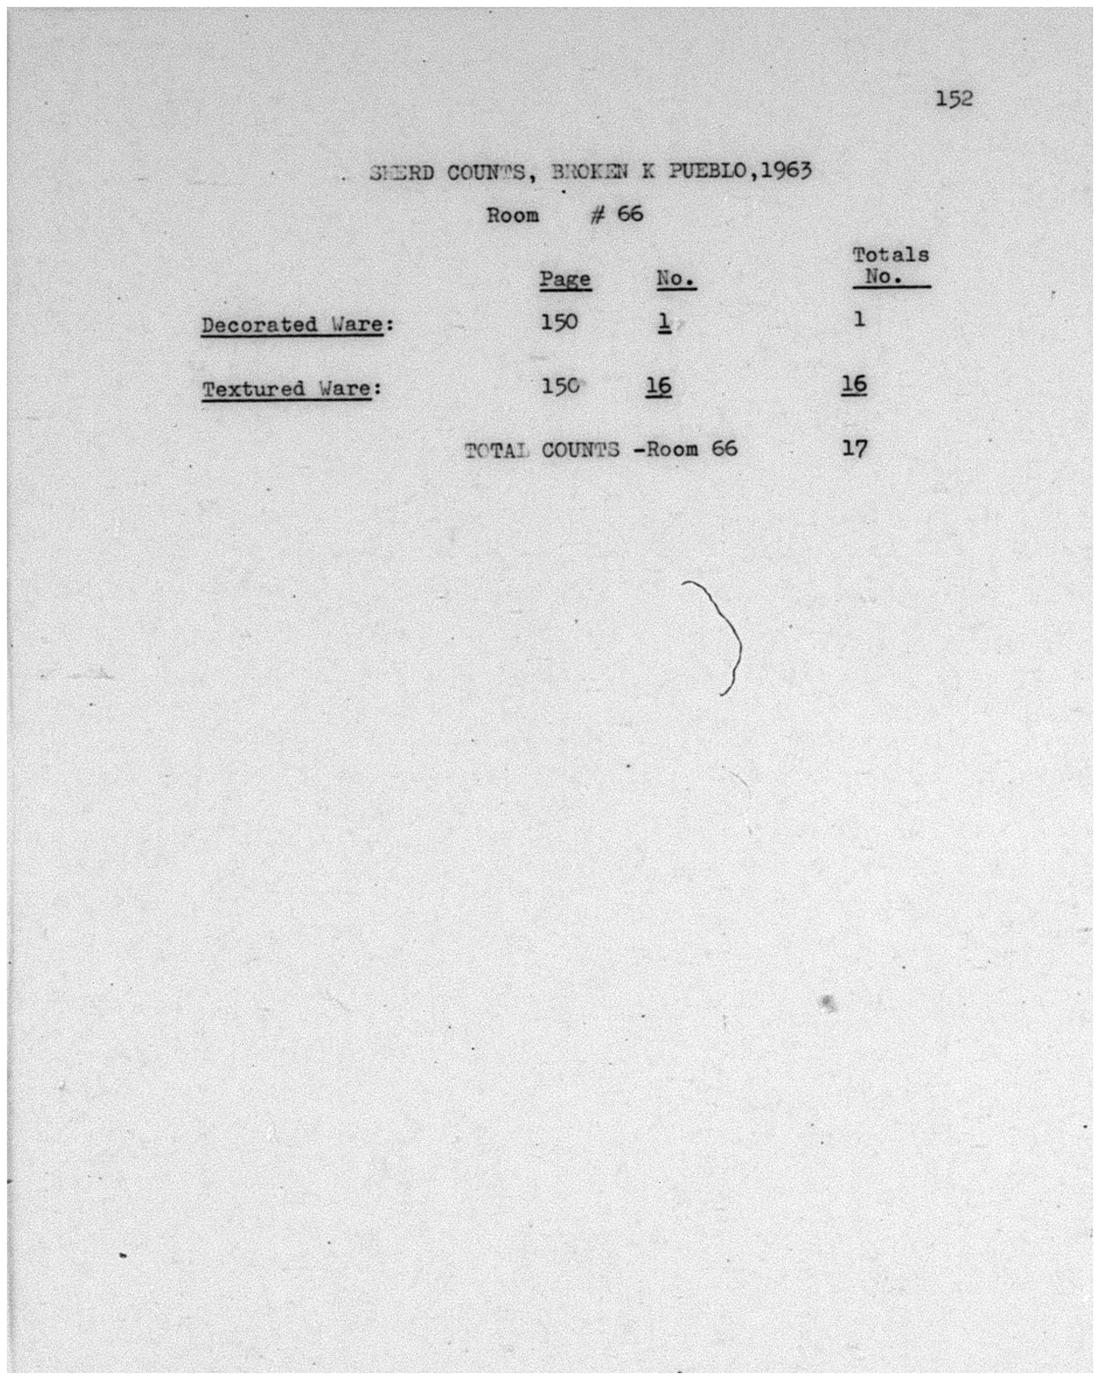 152
SHERD COUNTS, BROKEN K PUEBLO,1963
Room # 66
Totals
Page No. No.
Decorated Ware: 150 1 1
Textured Ware: 150 16 16
TOTAL COUNTS -Room 66 17